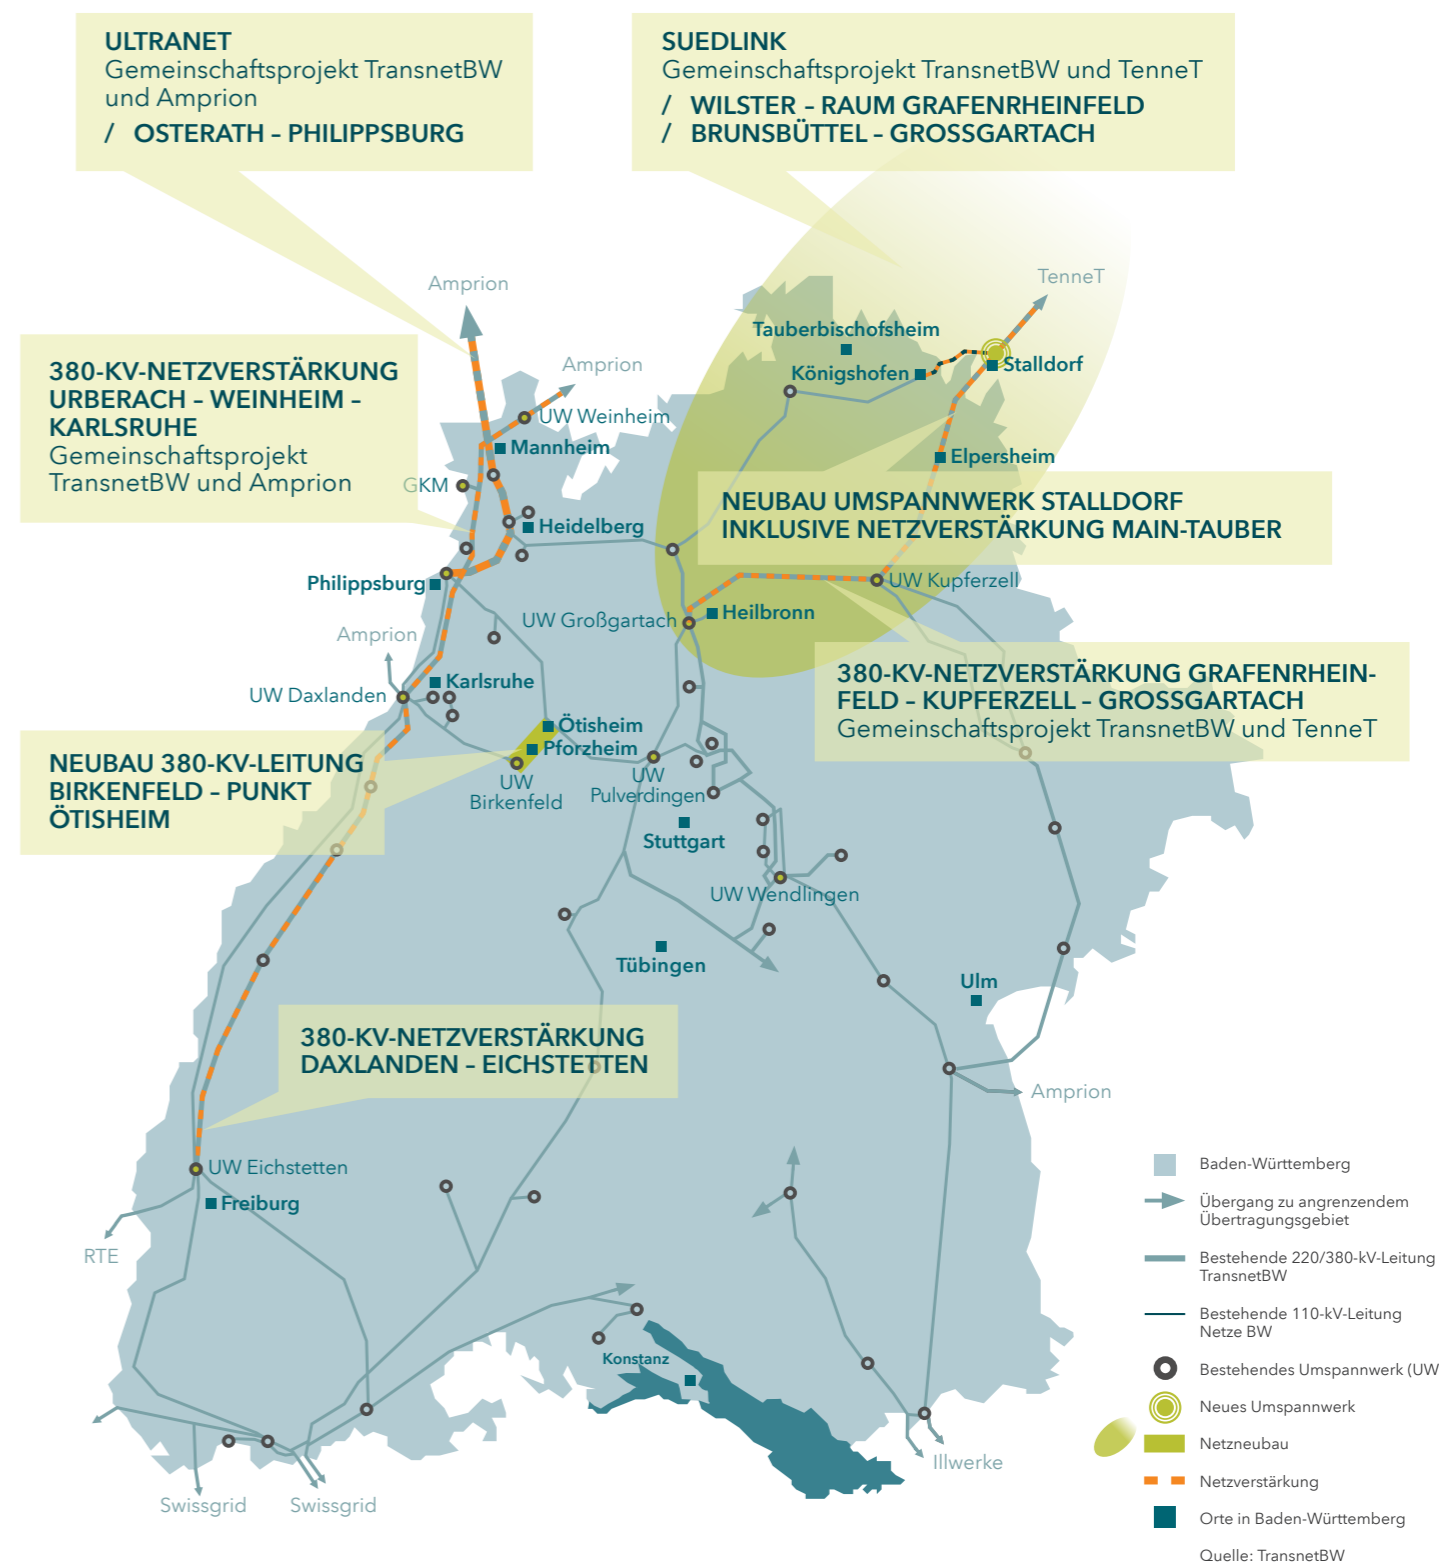 ULTRANET
Gemeinschaftsprojekt TransnetBW
und Amprion
/ OSTERATH – PHILIPPSBURG
SUEDLINK
Gemeinschaftsprojekt TransnetBW und TenneT
/ WILSTER – RAUM GRAFENRHEINFELD
/ BRUNSBÜTTEL – GROSSGARTACH
Amprion
TenneT
Tauberbischofsheim
Königshofen
Stalldorf
380-KV-NETZVERSTÄRKUNG
URBERACH – WEINHEIM –
KARLSRUHE
Gemeinschaftsprojekt
TransnetBW und Amprion
Amprion
UW Weinheim
Mannheim
GKM
Elpersheim
NEUBAU UMSPANNWERK STALLDORF
INKLUSIVE NETZVERSTÄRKUNG MAIN-TAUBER
Heidelberg
Philippsburg
UW Kupferzell
UW Großgartach
Heilbronn
Amprion
380-KV-NETZVERSTÄRKUNG GRAFENRHEIN-
FELD – KUPFERZELL – GROSSGARTACH
Gemeinschaftsprojekt TransnetBW und TenneT
UW Daxlanden
Karlsruhe
Ötisheim
Pforzheim
NEUBAU 380-KV-LEITUNG
BIRKENFELD – PUNKT
ÖTISHEIM
UW
Birkenfeld
UW
Pulverdingen
Stuttgart
UW Wendlingen
Tübingen
Ulm
380-KV-NETZVERSTÄRKUNG
DAXLANDEN – EICHSTETTEN
Amprion
UW Eichstetten
Freiburg
RTE
Konstanz
Illwerke
Swissgrid
Swissgrid
Baden-Württemberg
Übergang zu angrenzendem
Übertragungsgebiet
Bestehende 220/380-kV-Leitung
TransnetBW
Bestehende 110-kV-Leitung
Netze BW
Bestehendes Umspannwerk (UW
Neues Umspannwerk
Netzneubau
Netzverstärkung
Orte in Baden-Württemberg
Quelle: TransnetBW